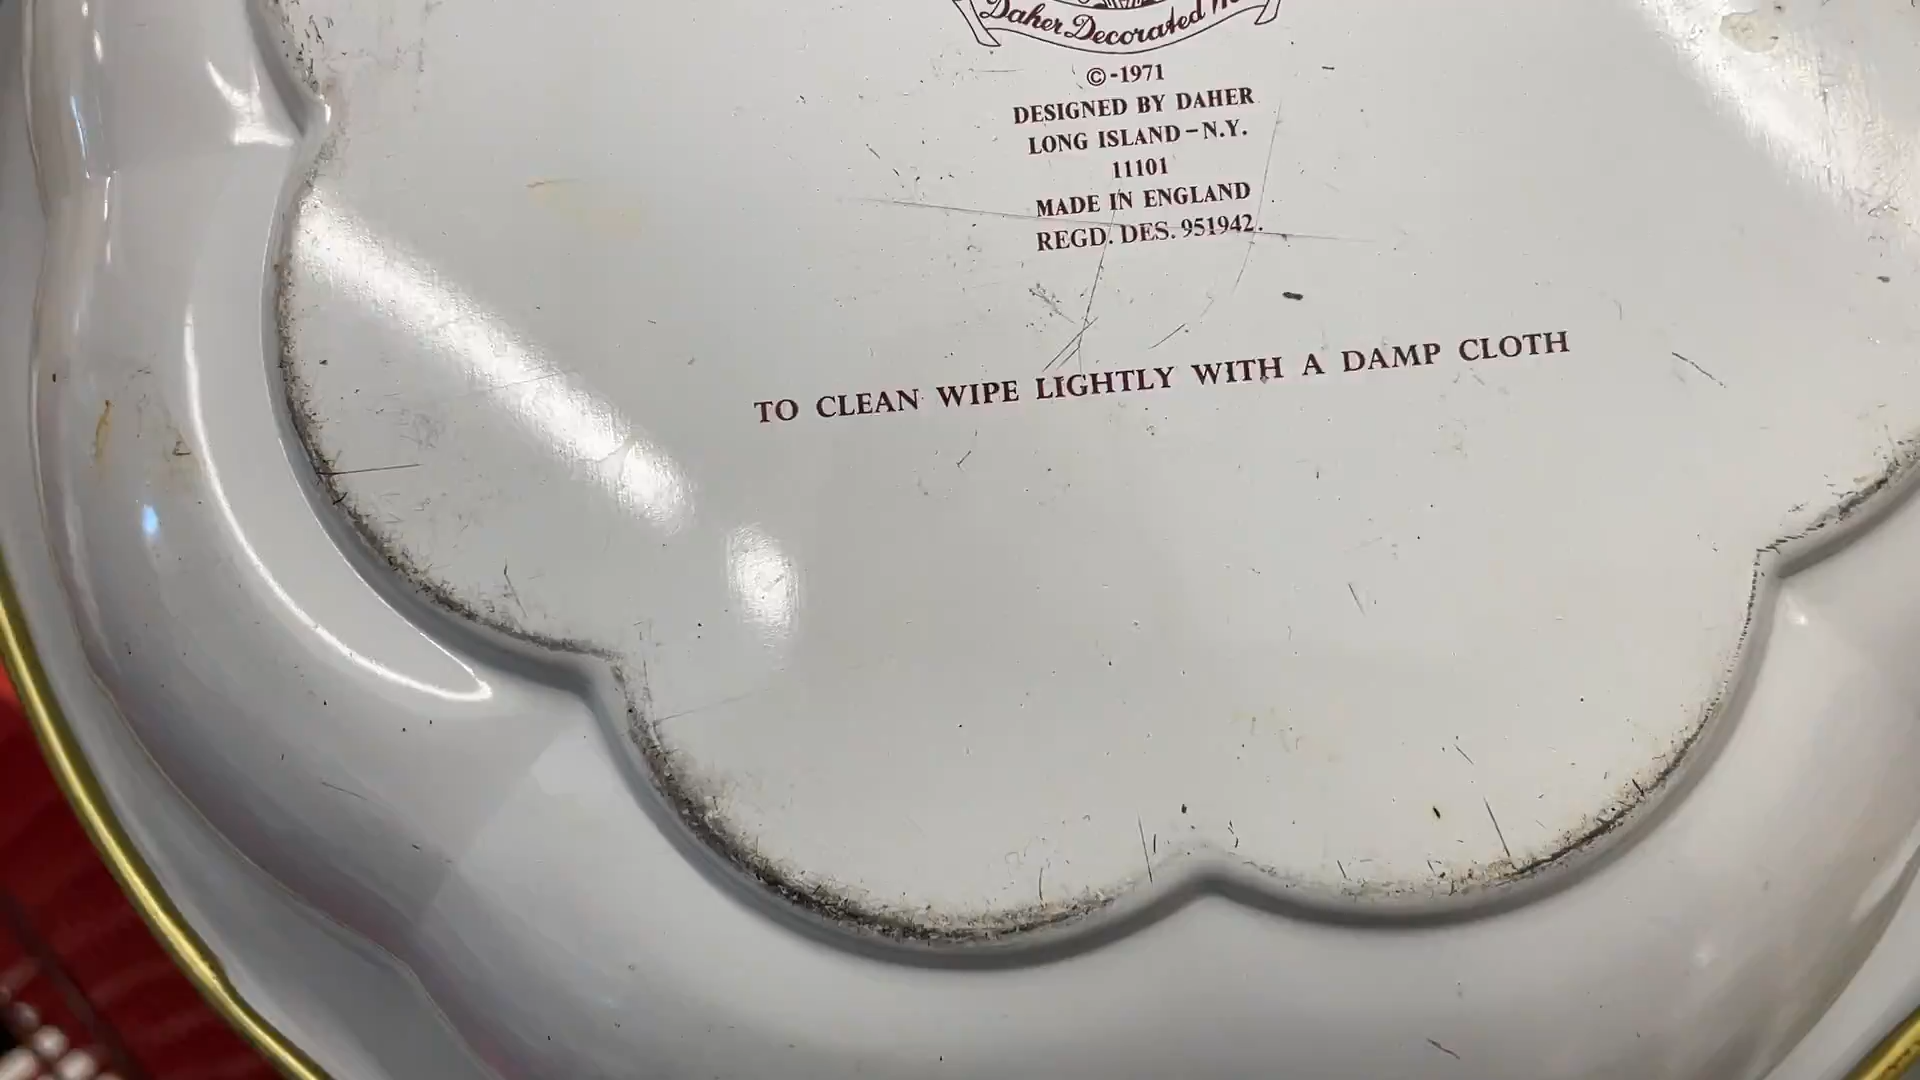 Daher Decorated
©-1971
DESIGNED BY DAHER
LONG ISLAND-N.Y.
11101
MADE IN ENGLAND
REGD. DES. 951942.
TO CLEAN WIPE LIGHTLY WITH A DAMP CLOTH